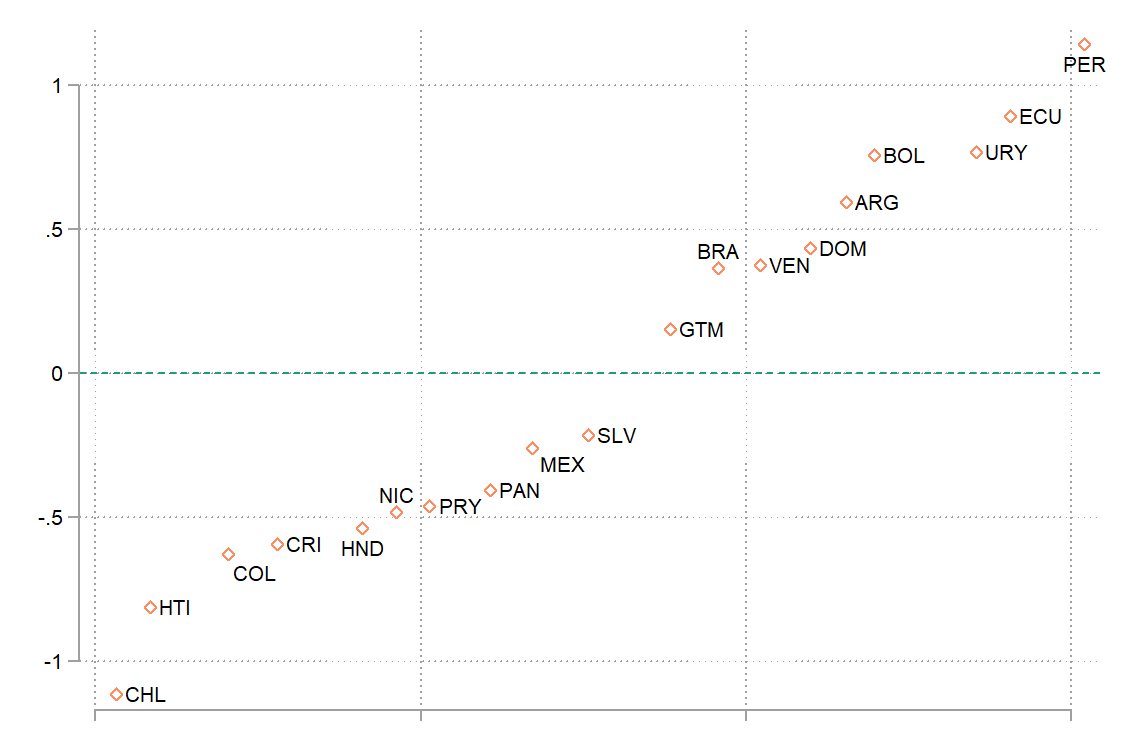 PER
1
ECU
BOL
URY
ARG
.5
BRA
DOM
VEN
GTM
0
SLV
MEX
PAN
NIC
PRY
-.5
CRI
HND
COL
HTI
-1
CHL